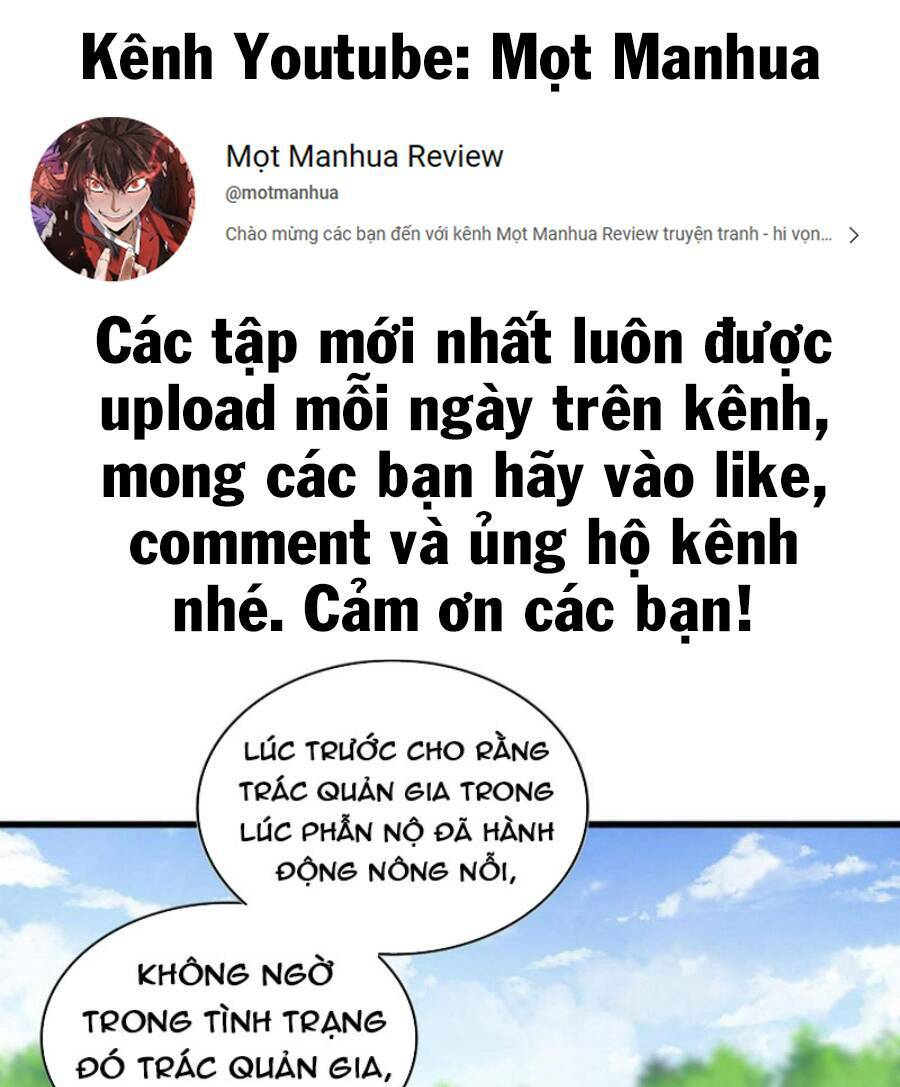 Kênh Youtube: Mọt Manhua
Mọt Manhua Review
@motmanhua
Chào mừng các bạn đến với kênh Mọt Manhua Review truyện tranh - hi vọn...
Các tập mới nhất luôn được
upload mỗi ngày trên kênh,
mong các bạn hãy vào like,
comment và ủng hộ kênh
nhé. Cảm ơn các bạn!
LÚC TRƯỚC CHO RẰNG
TRÁC QUẢN GIA TRONG
LÚC PHẪN NỘ ĐÃ HÀNH
ĐỘNG NÔNG NỖI,
KHÔNG NGỜ
TRONG TÌNH TRẠNG
ĐÓ TRÁC QUẢN GIA,